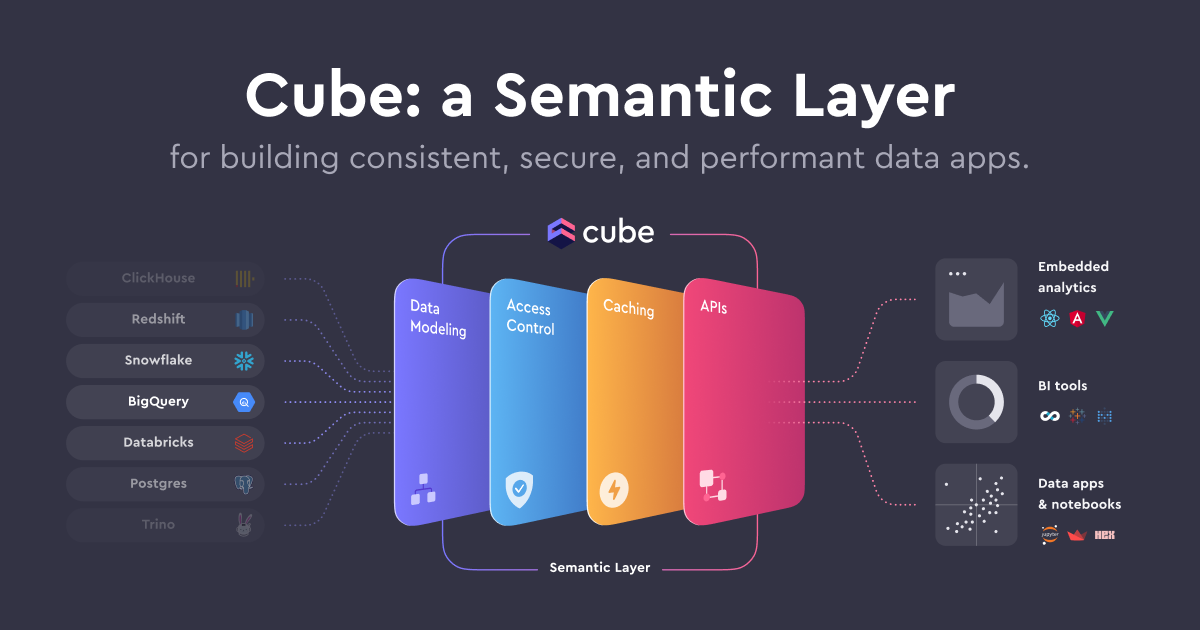 Cube: a Semantic Layer
for building consistent, secure, and performant data apps.
cube
ClickHouse
Redshift
Snowflake
BigQuery
Databricks
Postgres
Trino
Data
Modeling
Access
Control
Caching
APIs
Semantic Layer
Embedded
analytics
A
BI tools
Data apps
& notebooks
jupyter
HEX